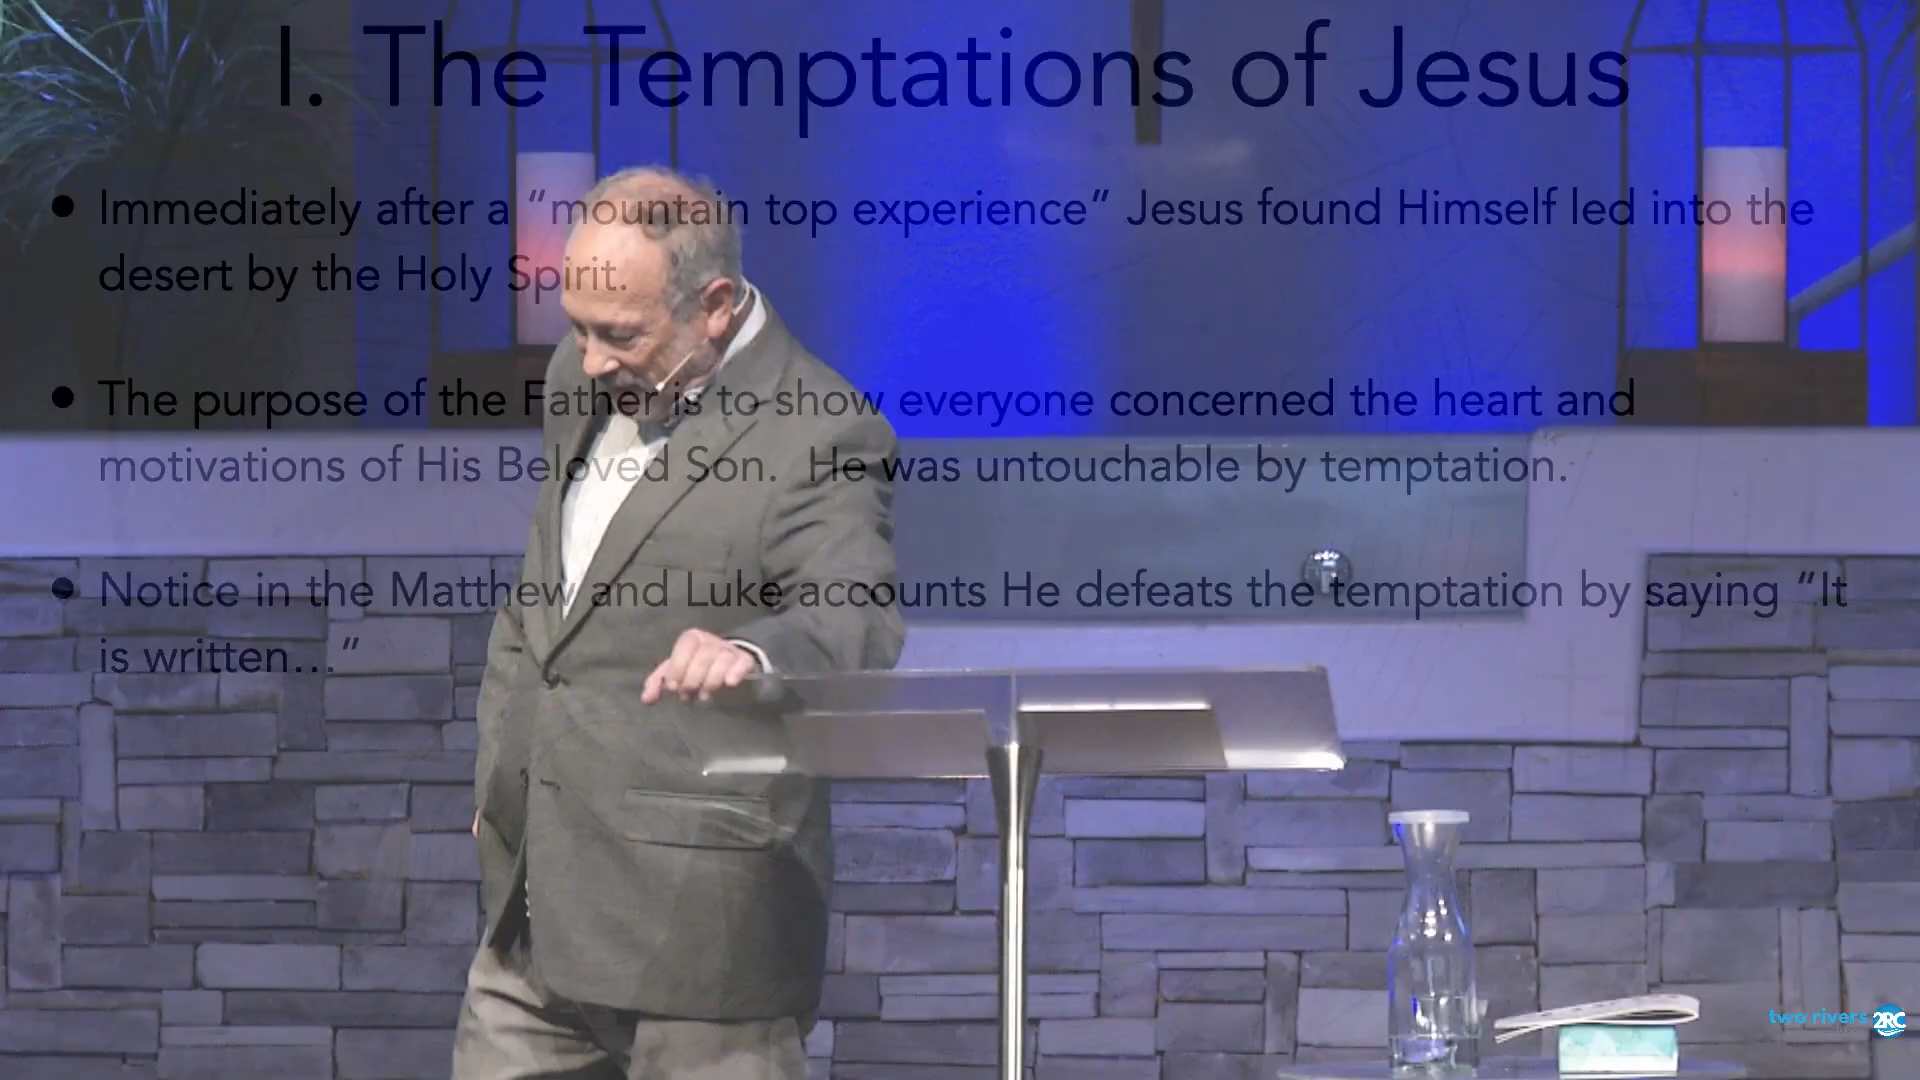 I. The Temptations of Jesus
• Immediately after a “mountain top experience” Jesus found Himself led into the
desert by the Holy Spirit.
• The purpose of the Father is to show everyone concerned the heart and
motivations of His Beloved Son.  He was untouchable by temptation.
• Notice in the Matthew and Luke accounts He defeats the temptation by saying “It
is written…”
two rivers 2RC